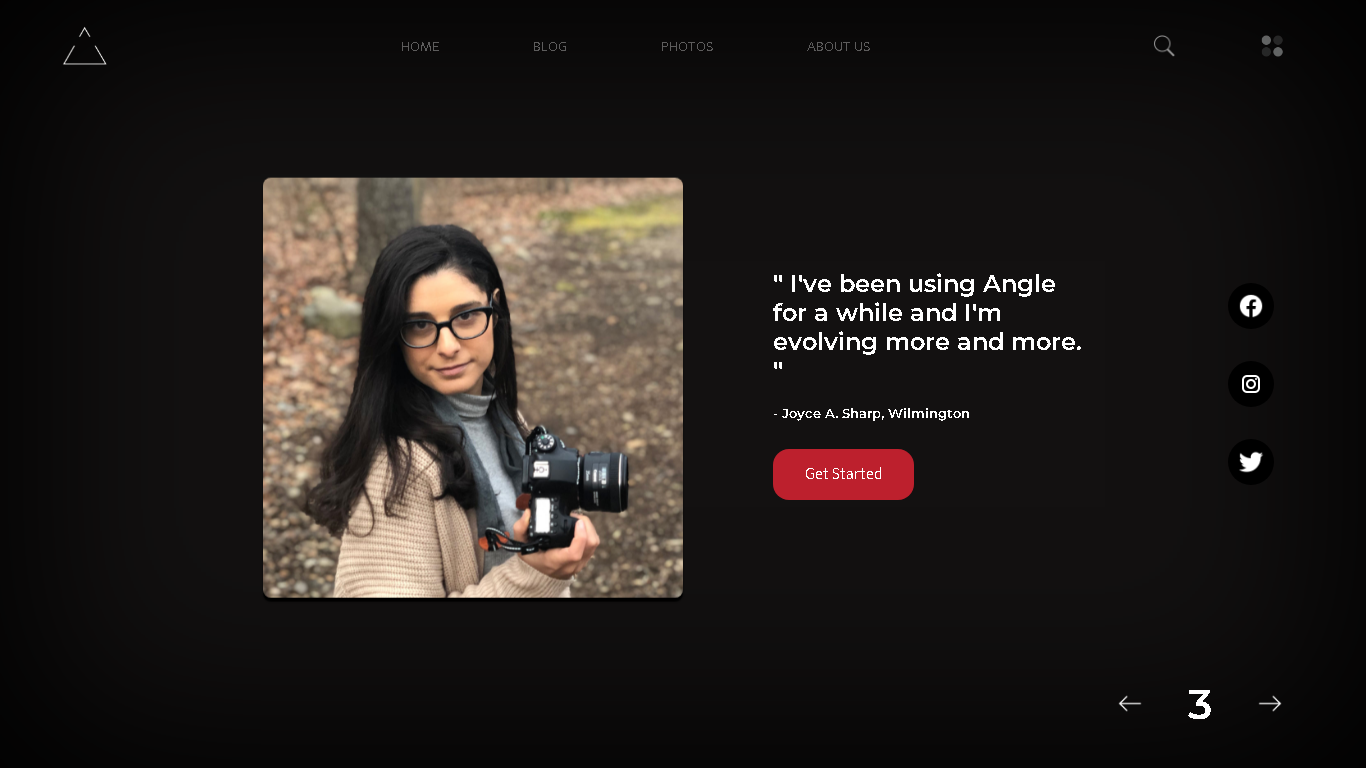 HOME BLOG PHOTOS ABOUT US
" I've been using Angle
for a while and I'm
evolving more and more.
"
- Joyce A. Sharp, Wilmington
Get Started
3